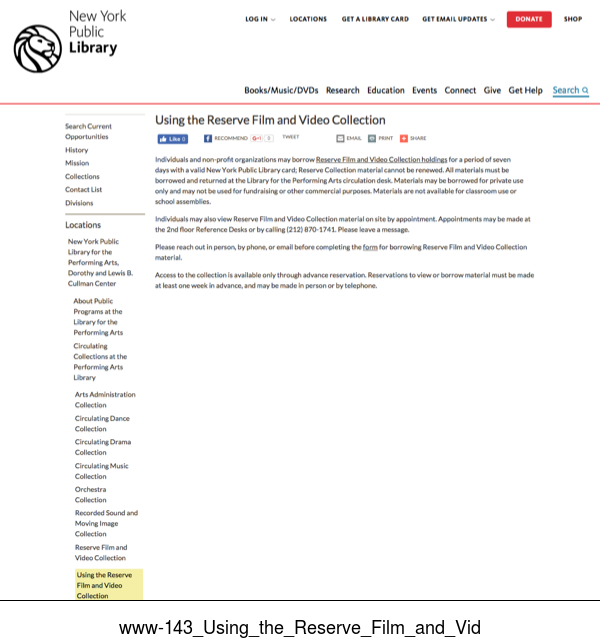 New York
Public
Library
LOG IN
LOCATIONS
GET A LIBRARY CARD
GET EMAIL UPDATES
DONATE
SHOP
Books/Music/DVDs Research Education Events Connect Give Get Help Search
Search Current
Opportunities
History
Mission
Collections
Contact List
Divisions
Locations
New York Public
Library for the
Performing Arts,
Dorothy and Lewis B.
Cullman Center
About Public
Programs at the
Library for the
Performing Arts
Circulating
Collections at the
Performing Arts
Library
Arts Administration
Collection
Circulating Dance
Collection
Circulating Drama
Collection
Circulating Music
Collection
Orchestra
Collection
Recorded Sound and
Moving Image
Collection
Reserve Film and
Video Collection
Using the Reserve
Film and Video
Collection
Using the Reserve Film and Video Collection
Like 0 RECOMMEND G+1 0 TWEET EMAIL PRINT SHARE
Individuals and non-profit organizations may borrow Reserve Film and Video Collection holdings for a period of seven
days with a valid New York Public Library card; Reserve Collection material cannot be renewed. All materials must be
borrowed and returned at the Library for the Performing Arts circulation desk. Materials may be borrowed for private use
only and may not be used for fundraising or other commercial purposes. Materials are not available for classroom use or
school assemblies.
Individuals may also view Reserve Film and Video Collection material on site by appointment. Appointments may be made at
the 2nd floor Reference Desks or by calling (212) 870-1741. Please leave a message.
Please reach out in person, by phone, or email before completing the form for borrowing Reserve Film and Video Collection
material.
Access to the collection is available only through advance reservation. Reservations to view or borrow material must be made
at least one week in advance, and may be made in person or by telephone.
www-143_Using_the_Reserve_Film_and_Vid